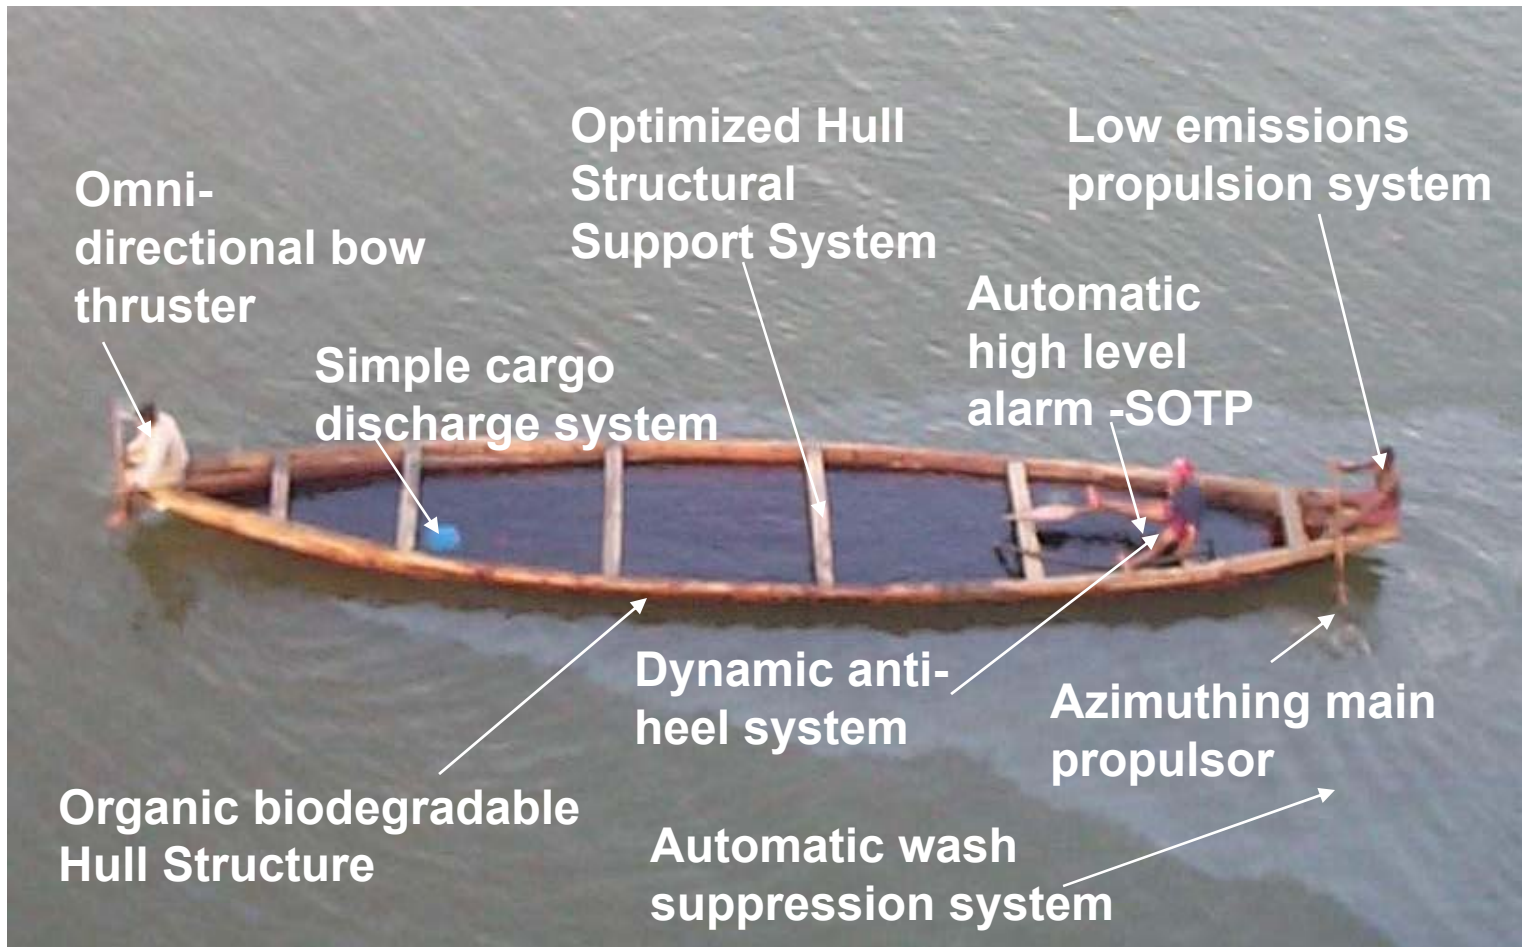 Omni-
directional bow
thruster
Simple cargo
discharge system
Optimized Hull
Structural
Support System
Low emissions
propulsion system
Automatic
high level
alarm -SOTP
Dynamic anti-
heel system
Azimuthing main
propulsor
Organic biodegradable
Hull Structure
Automatic wash
suppression system